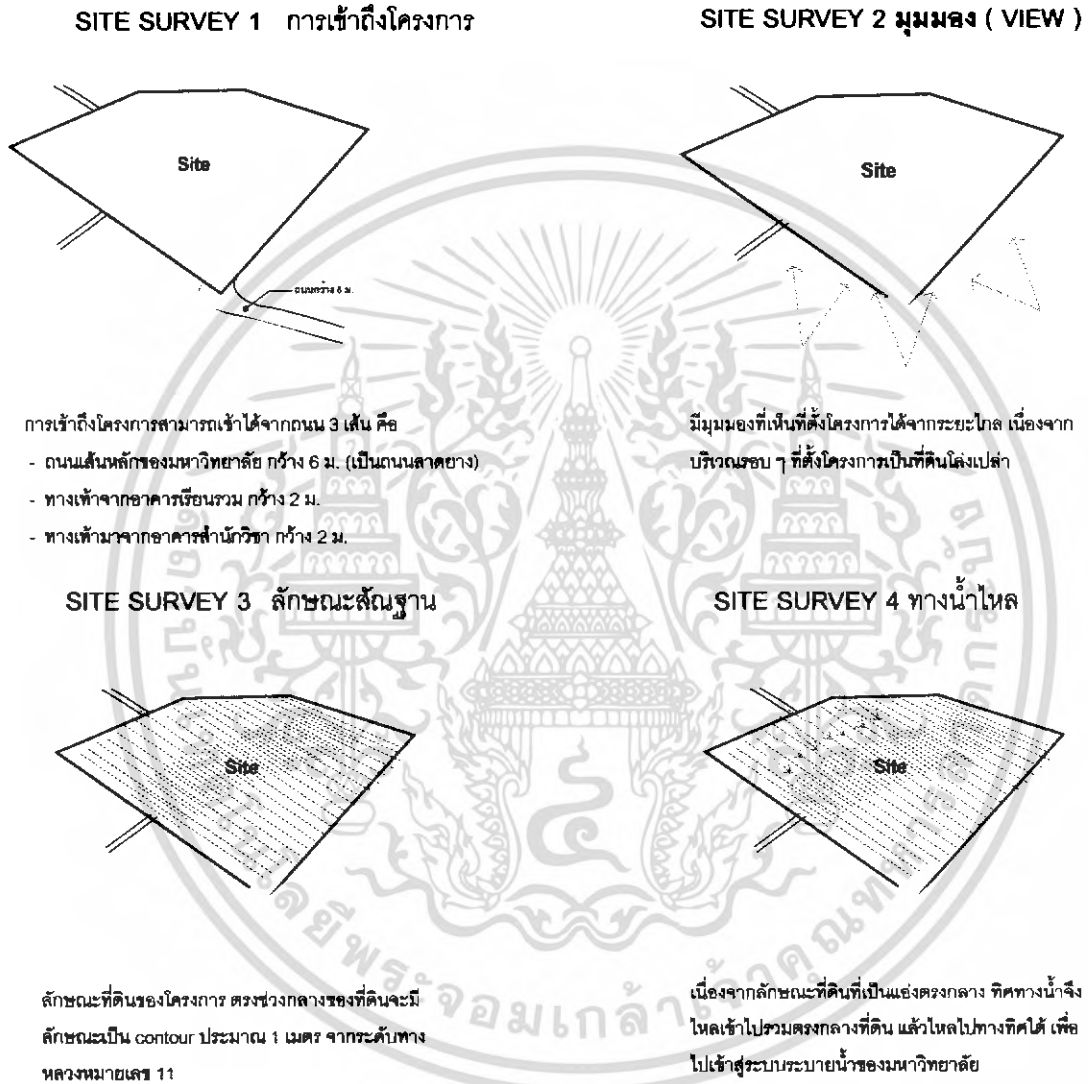 SITE SURVEY 1 การเข้าถึงโครงการ
Site
ถนนกว้าง 6 ม.
การเข้าถึงโครงการสามารถเข้าได้จากถนน 3 เส้น คือ
- ถนนเส้นหลักของมหาวิทยาลัย กว้าง 6 ม. (เป็นถนนลาดยาง)
- ทางเท้าจากอาคารเรียนรวม กว้าง 2 ม.
- ทางเท้ามาจากอาคารสำนักวิชา กว้าง 2 ม.
SITE SURVEY 2 มุมมอง ( VIEW )
Site
มีมุมมองที่เห็นที่ตั้งโครงการได้จากระยะไกล เนื่องจาก
บริเวณรอบ ๆ ที่ตั้งโครงการเป็นที่ดินโล่งเปล่า
SITE SURVEY 3 ลักษณะสัณฐาน
Site
ลักษณะที่ดินของโครงการ ตรงช่วงกลางของที่ดินจะมี
ลักษณะเป็น contour ประมาณ 1 เมตร จากระดับทาง
หลวงหมายเลข 11
SITE SURVEY 4 ทางน้ำไหล
Site
เนื่องจากลักษณะที่ดินที่เป็นแอ่งตรงกลาง ทิศทางน้ำจึง
ไหลเข้าไปรวมตรงกลางที่ดิน แล้วไหลไปทางทิศใต้ เพื่อ
ไปเข้าสู่ระบบระบายน้ำของมหาวิทยาลัย